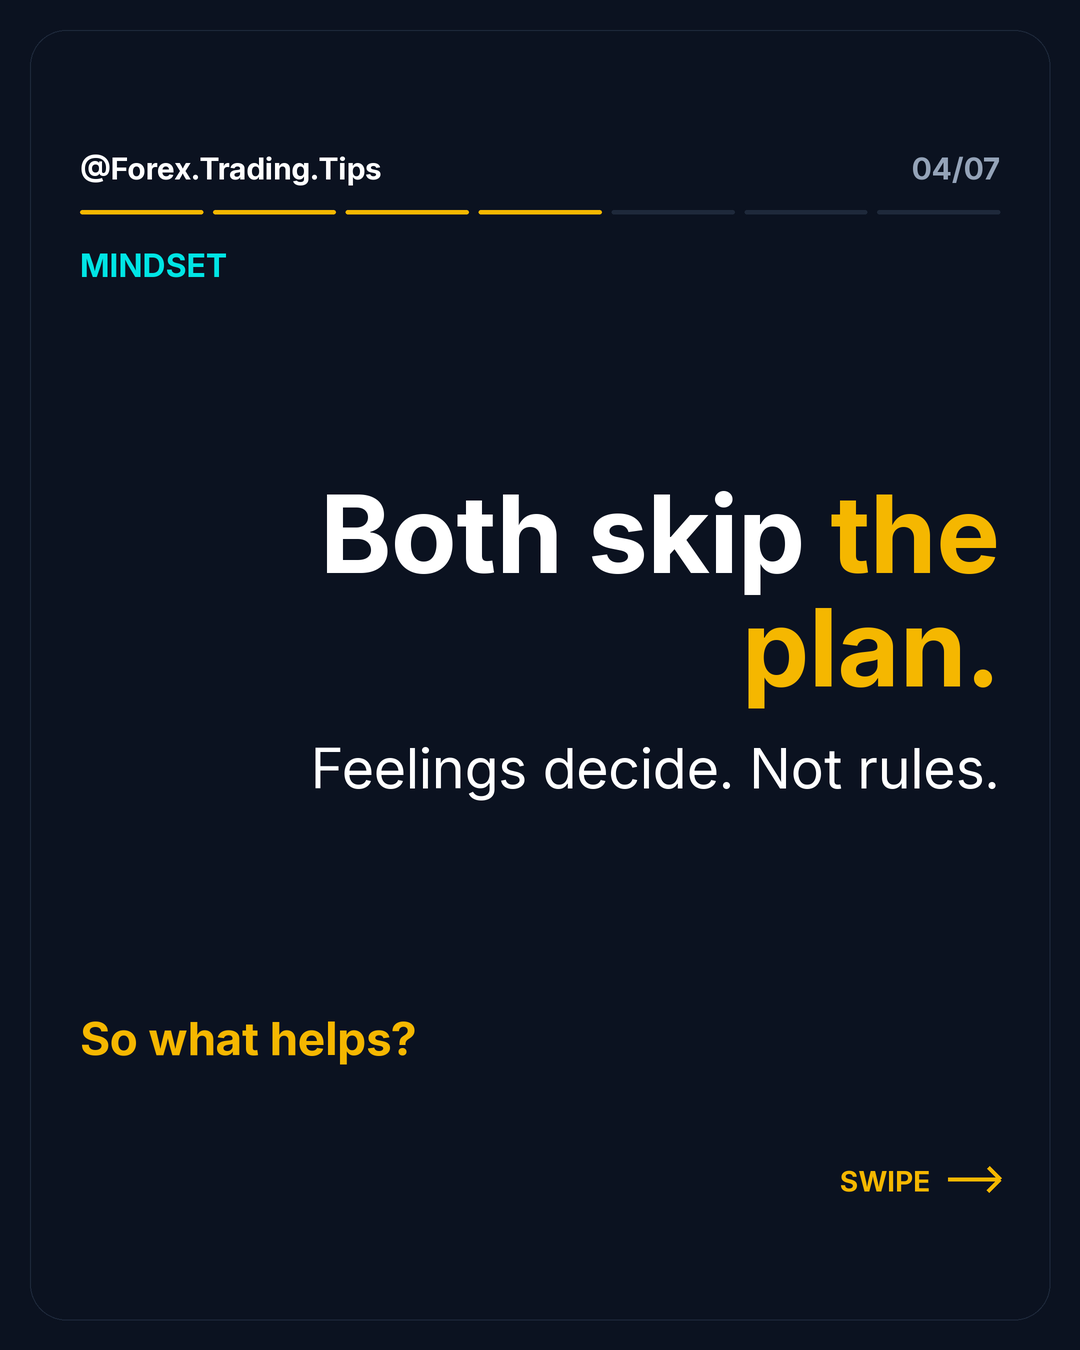 @Forex.Trading.Tips
04/07
MINDSET
Both skip the
plan.
Feelings decide. Not rules.
So what helps?
SWIPE